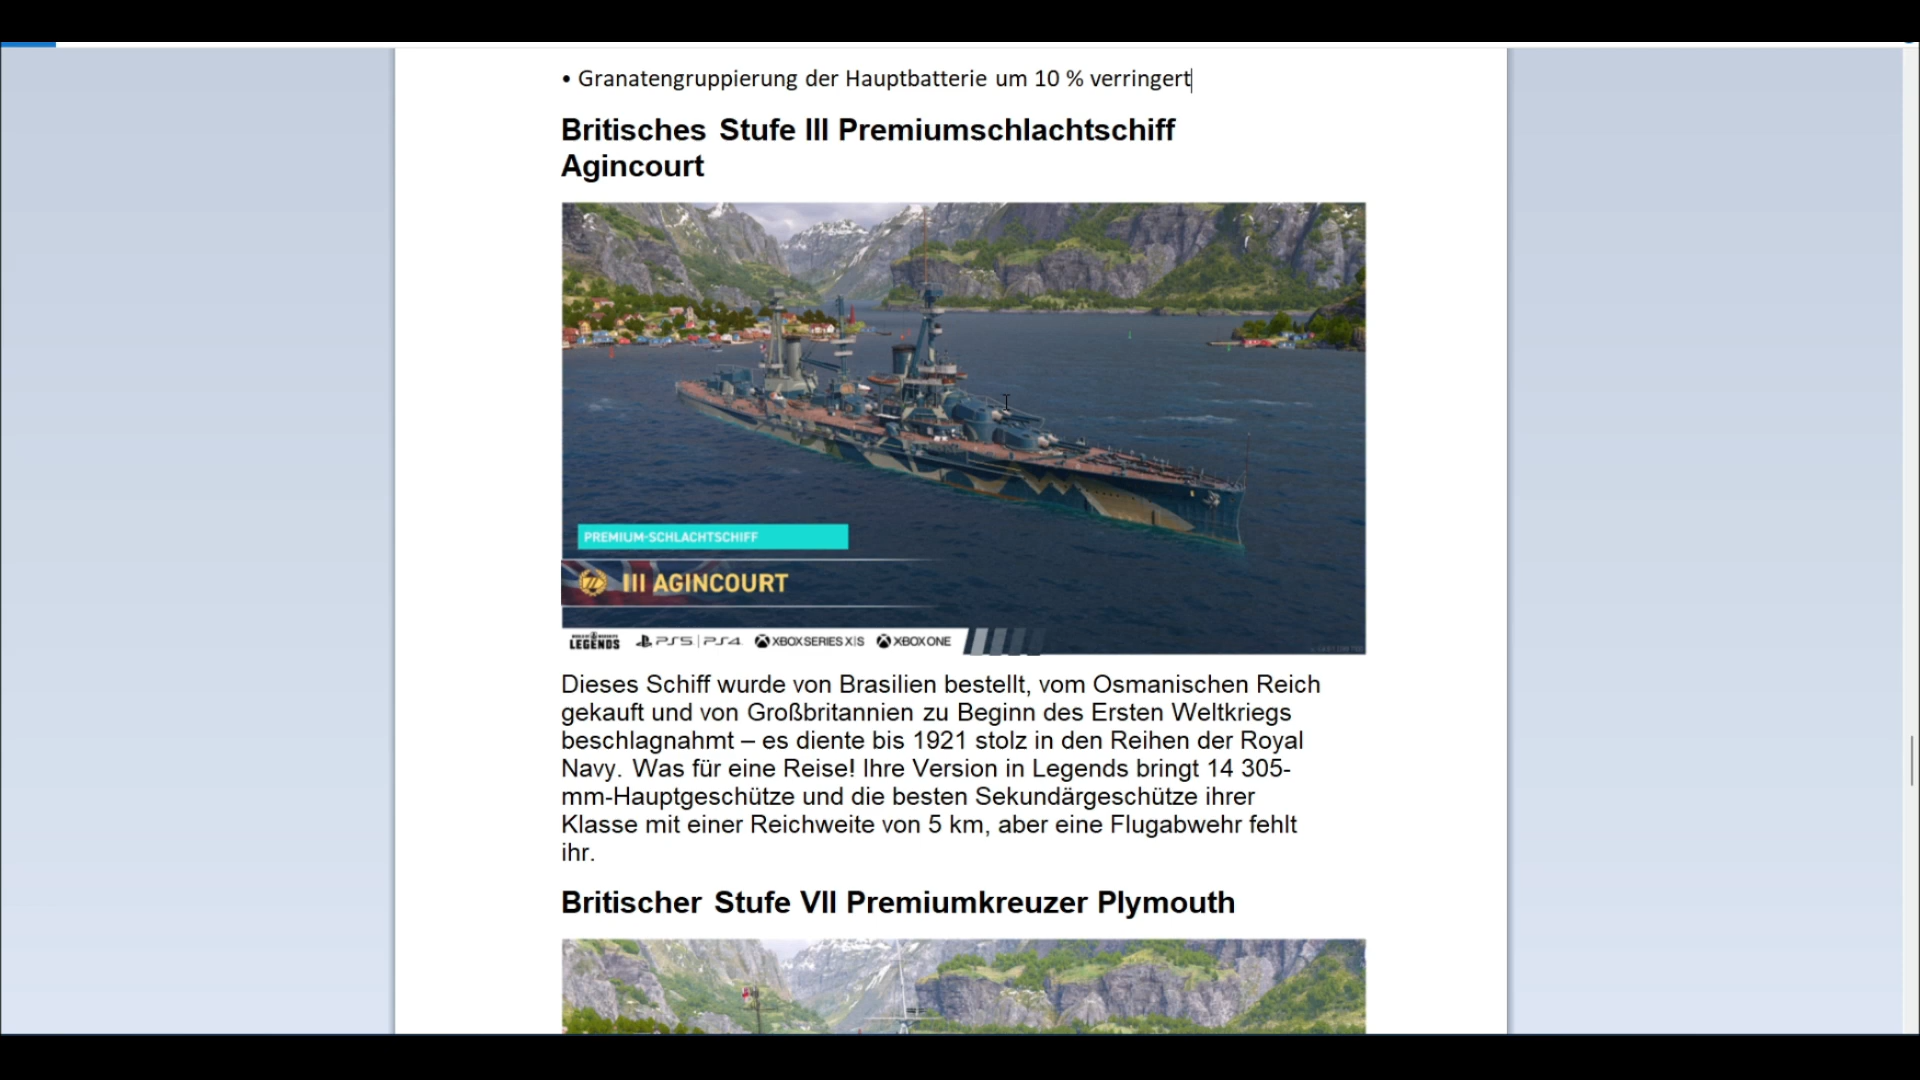 • Granatengruppierung der Hauptbatterie um 10 % verringert
Britisches Stufe III Premiumschlachtschiff
Agincourt
PREMIUM-SCHLACHTSCHIFF
III AGINCOURT
LEGENDS PS5 | PS4 XBOX SERIES X|S XBOX ONE
Dieses Schiff wurde von Brasilien bestellt, vom Osmanischen Reich
gekauft und von Großbritannien zu Beginn des Ersten Weltkriegs
beschlagnahmt – es diente bis 1921 stolz in den Reihen der Royal
Navy. Was für eine Reise! Ihre Version in Legends bringt 14 305-
mm-Hauptgeschütze und die besten Sekundärgeschütze ihrer
Klasse mit einer Reichweite von 5 km, aber eine Flugabwehr fehlt
ihr.
Britischer Stufe VII Premiumkreuzer Plymouth